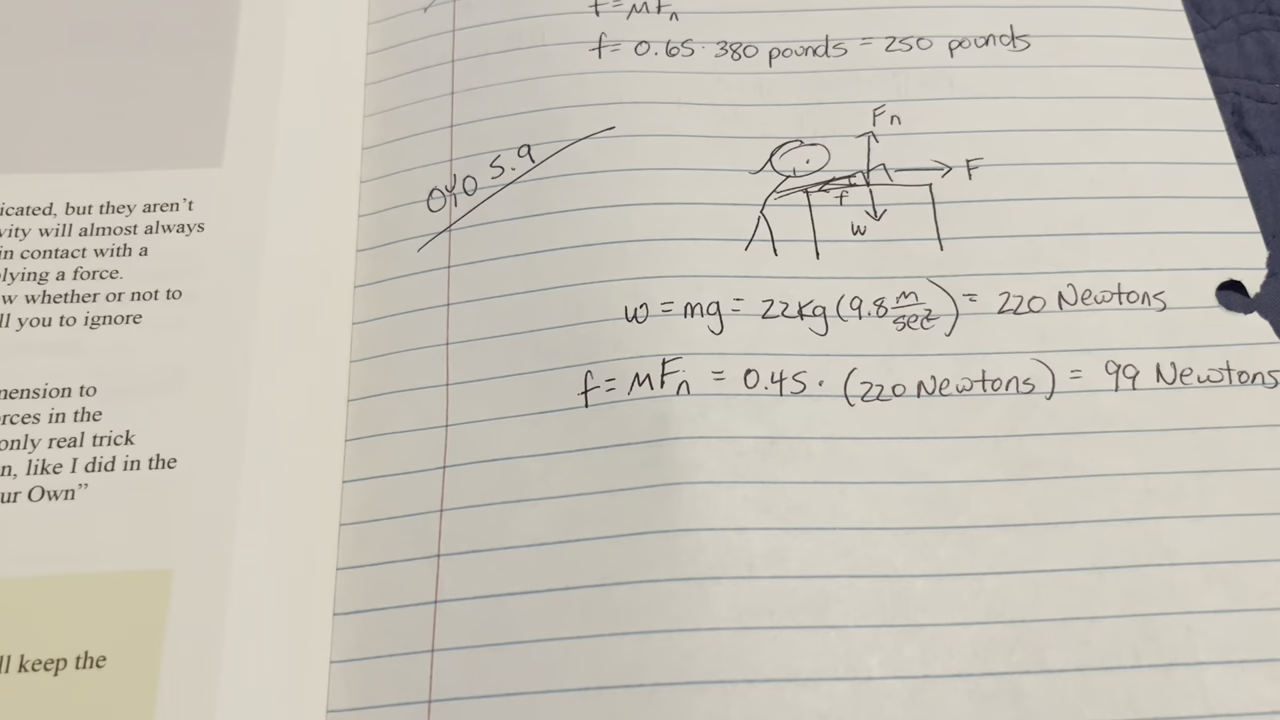 f = μFn
f = 0.65 · 380 pounds = 250 pounds
OYO 5.9
Fn
F
f
w
w = mg = 22kg (9.8 m/sec²) = 220 Newtons
f = μFn = 0.45 · (220 Newtons) = 99 Newtons
icated, but they aren't
vity will almost always
in contact with a
lying a force.
w whether or not to
ll you to ignore
mension to
rces in the
only real trick
n, like I did in the
ur Own”
ll keep the